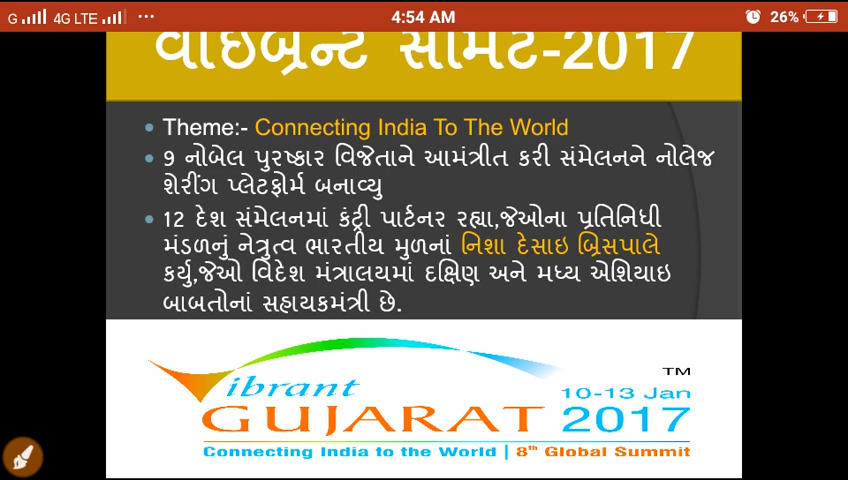 G 4G LTE ... 4:54 AM 26%
વાઇબ્રન્ટ સમિટ-2017
Theme:- Connecting India To The World
9 નોબેલ પુરષ્કાર વિજેતાને આમંત્રીત કરી સંમેલનને નોલેજ
શેરીંગ પ્લેટફોર્મ બનાવ્યુ
12 દેશ સંમેલનમાં કંટ્રી પાર્ટનર રહ્યા,જેઓના પ્રતિનિધી
મંડળનું નેત્રુત્વ ભારતીય મુળનાં નિશા દેસાઇ બ્રિસપાલે
કર્યુ,જેઓ વિદેશ મંત્રાલયમાં દક્ષિણ અને મધ્ય એશિયાઇ
બાબતોનાં સહાયકમંત્રી છે.
TM
Vibrant 10-13 Jan
GUJARAT 2017
Connecting India to the World | 8th Global Summit